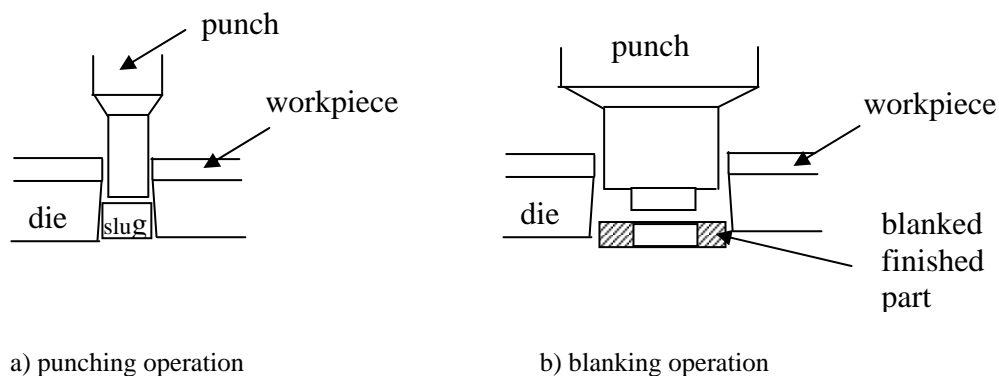 punch
workpiece
die
slug
a) punching operation
punch
workpiece
die
blanked
finished
part
b) blanking operation